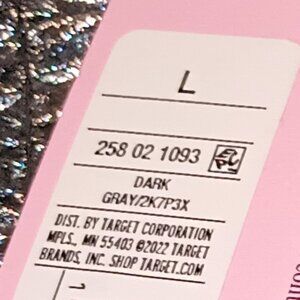 L
258 02 1093
DARK
GRAY/2K7P3X
DIST. BY TARGET CORPORATION
MPLS., MN 55403 ©2022 TARGET
BRANDS, INC. SHOP TARGET.COM